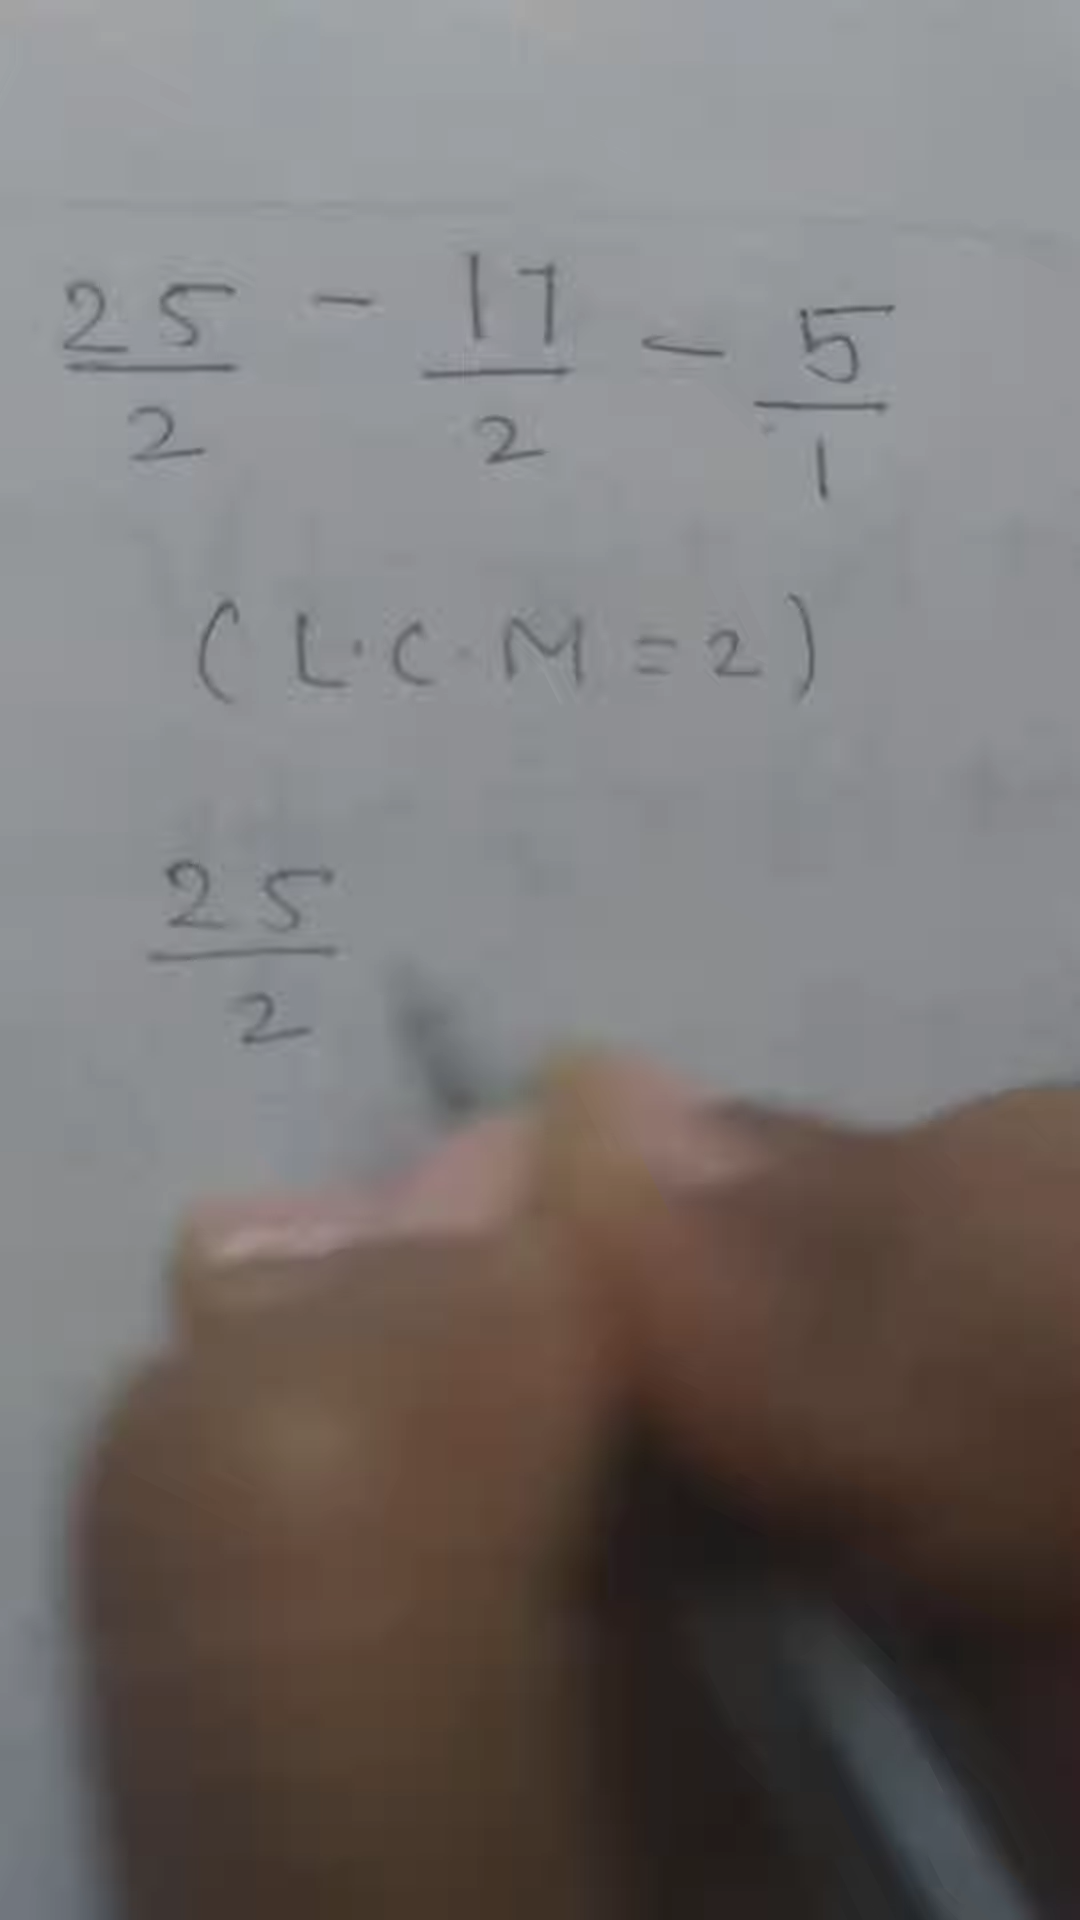 25/2 - 17/2 - 5/1
(L.C.M = 2)
25/2